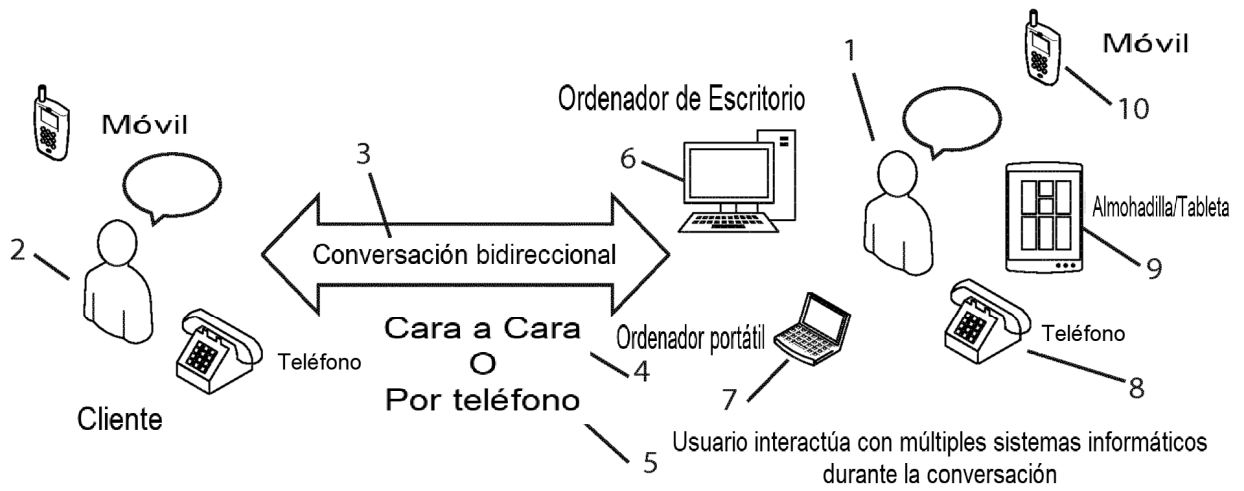 Móvil
2
Cliente
Teléfono
3
Conversación bidireccional
Cara a Cara
O
Por teléfono
4
5
Ordenador de Escritorio
6
Ordenador portátil
7
1
Móvil
10
Almohadilla/Tableta
9
Teléfono
8
Usuario interactúa con múltiples sistemas informáticos
durante la conversación